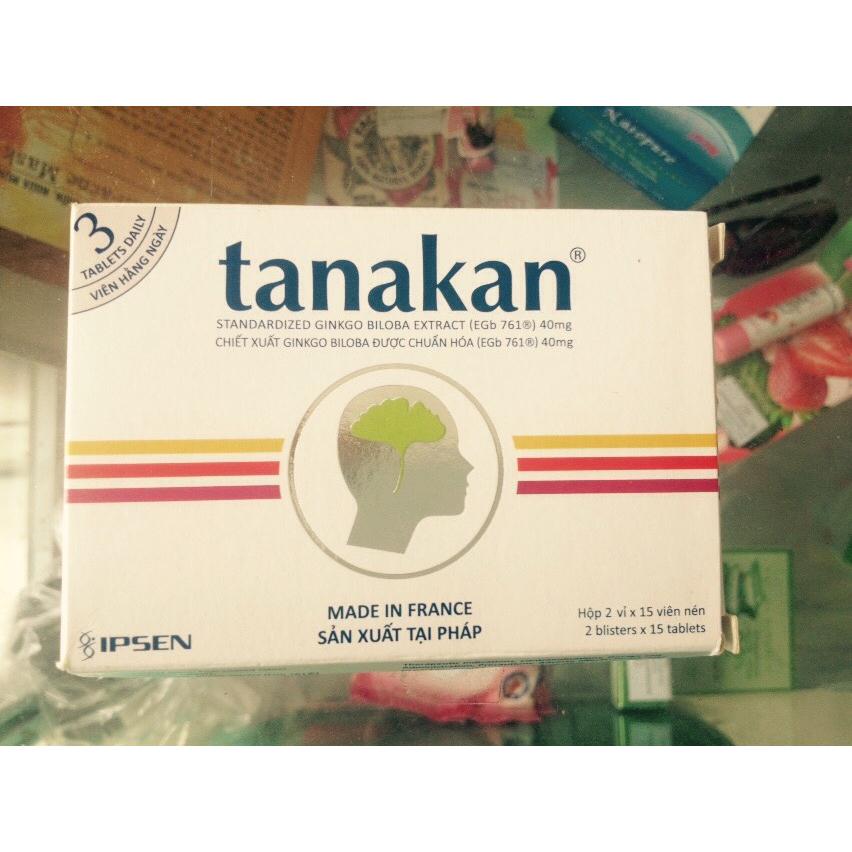 3
TABLETS DAILY
VIÊN HẰNG NGÀY
tanakan®
STANDARDIZED GINKGO BILOBA EXTRACT (EGb 761®) 40mg
CHIẾT XUẤT GINKGO BILOBA ĐƯỢC CHUẨN HÓA (EGb 761®) 40mg
MADE IN FRANCE
SẢN XUẤT TẠI PHÁP
IPSEN
Hộp 2 vỉ x 15 viên nén
2 blisters x 15 tablets